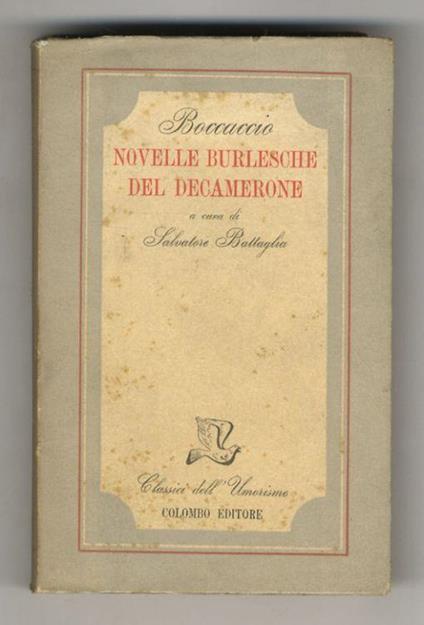 Boccaccio
NOVELLE BURLESCHE
DEL DECAMERONE
a cura di
Salvatore Battaglia
Classici dell'Umorismo
COLOMBO EDITORE